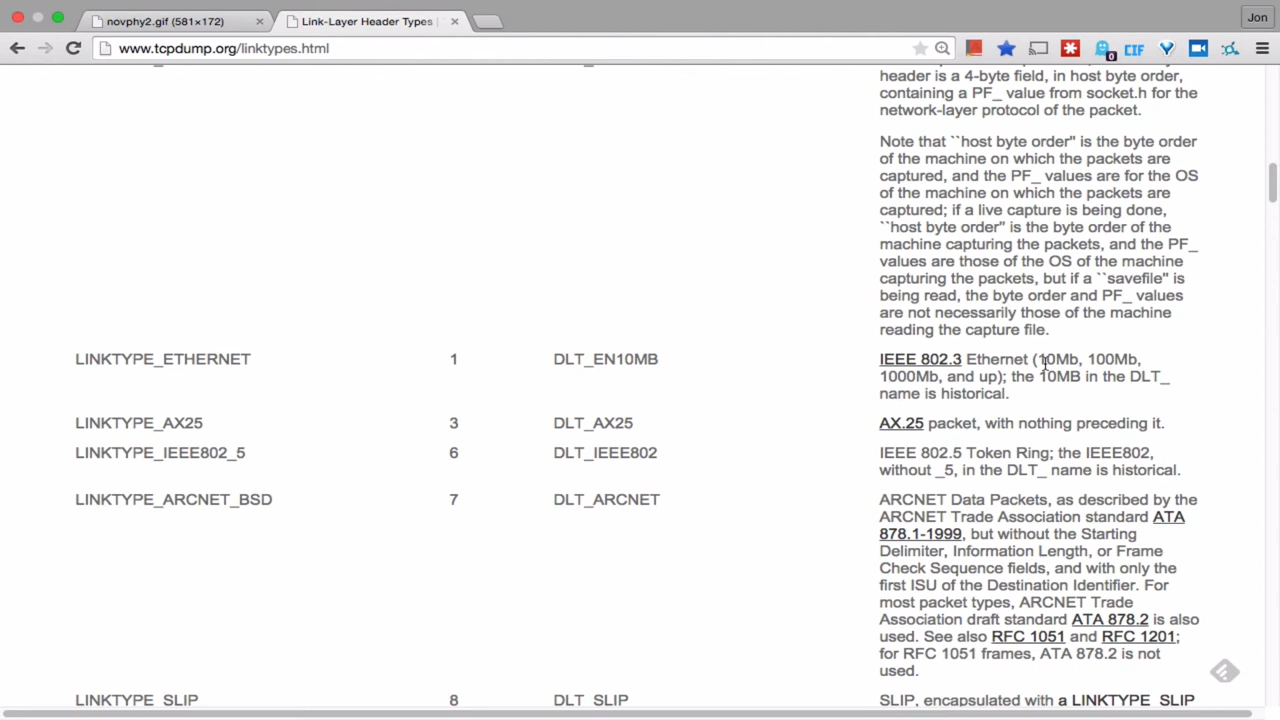 novphy2.gif (581×172)
Link-Layer Header Types |
Jon
www.tcpdump.org/linktypes.html
0
CIF
header is a 4-byte field, in host byte order,
containing a PF_ value from socket.h for the
network-layer protocol of the packet.
Note that ``host byte order'' is the byte order
of the machine on which the packets are
captured, and the PF_ values are for the OS
of the machine on which the packets are
captured; if a live capture is being done,
``host byte order'' is the byte order of the
machine capturing the packets, and the PF_
values are those of the OS of the machine
capturing the packets, but if a ``savefile'' is
being read, the byte order and PF_ values
are not necessarily those of the machine
reading the capture file.
LINKTYPE_ETHERNET 1 DLT_EN10MB IEEE 802.3 Ethernet (10Mb, 100Mb,
1000Mb, and up); the 10MB in the DLT_
name is historical.
LINKTYPE_AX25 3 DLT_AX25 AX.25 packet, with nothing preceding it.
LINKTYPE_IEEE802_5 6 DLT_IEEE802 IEEE 802.5 Token Ring; the IEEE802,
without _5, in the DLT_ name is historical.
LINKTYPE_ARCNET_BSD 7 DLT_ARCNET ARCNET Data Packets, as described by the
ARCNET Trade Association standard ATA
878.1-1999, but without the Starting
Delimiter, Information Length, or Frame
Check Sequence fields, and with only the
first ISU of the Destination Identifier. For
most packet types, ARCNET Trade
Association draft standard ATA 878.2 is also
used. See also RFC 1051 and RFC 1201;
for RFC 1051 frames, ATA 878.2 is not
used.
LINKTYPE_SLIP 8 DLT_SLIP SLIP, encapsulated with a LINKTYPE_SLIP